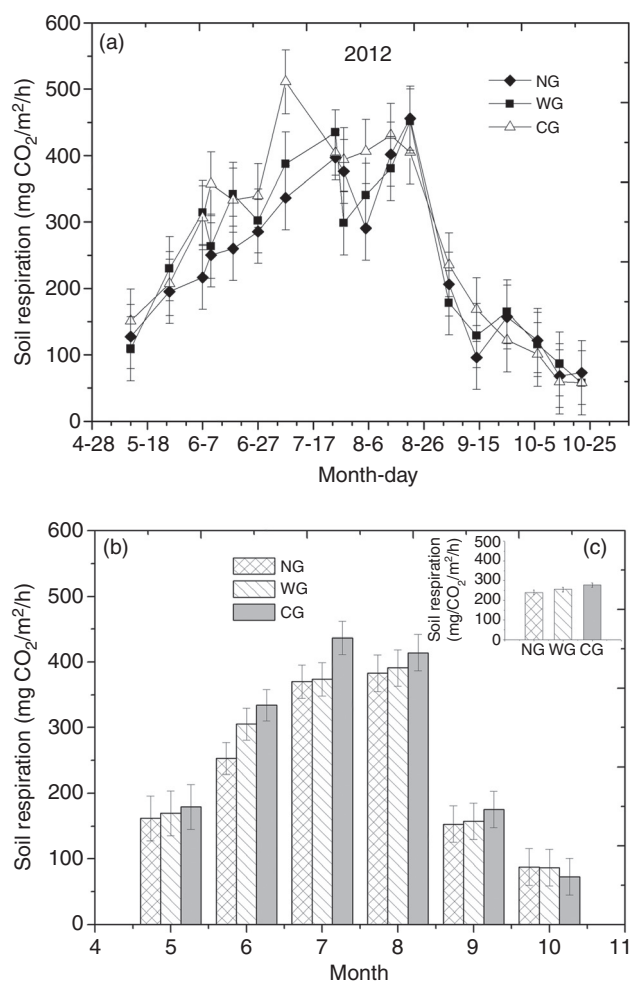 (a)
2012
NG
WG
CG
Soil respiration (mg CO2/m2/h)
600
500
400
300
200
100
0
4-28 5-18 6-7 6-27 7-17 8-6 8-26 9-15 10-5 10-25
Month-day
(b)
NG
WG
CG
Soil respiration (mg CO2/m2/h)
600
500
400
300
200
100
0
4 5 6 7 8 9 10 11
Month
(c)
Soil respiration
(mg/CO2/m2/h)
500
400
300
200
100
0
NG WG CG